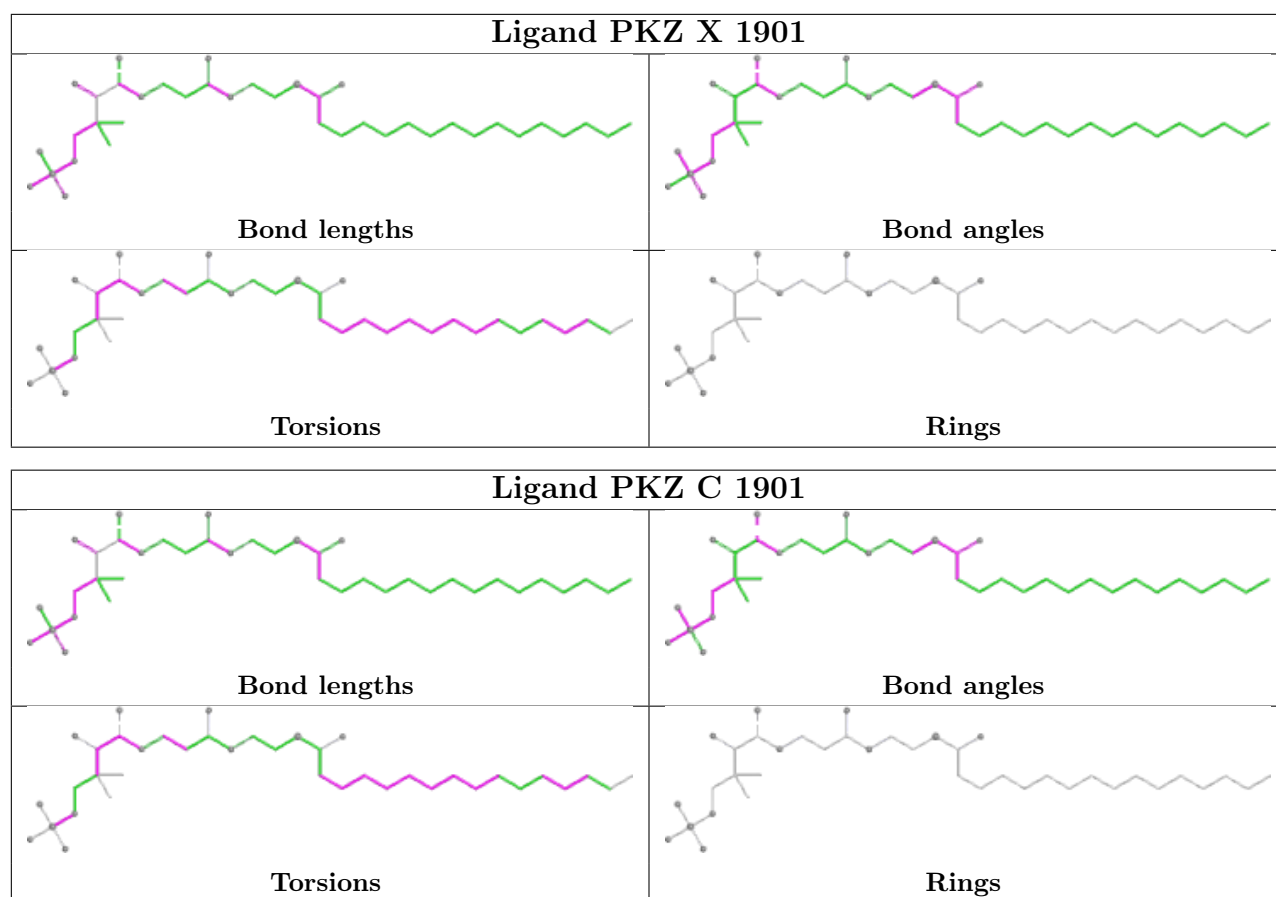 Ligand PKZ X 1901
Bond lengths
Bond angles
Torsions
Rings
Ligand PKZ C 1901
Bond lengths
Bond angles
Torsions
Rings